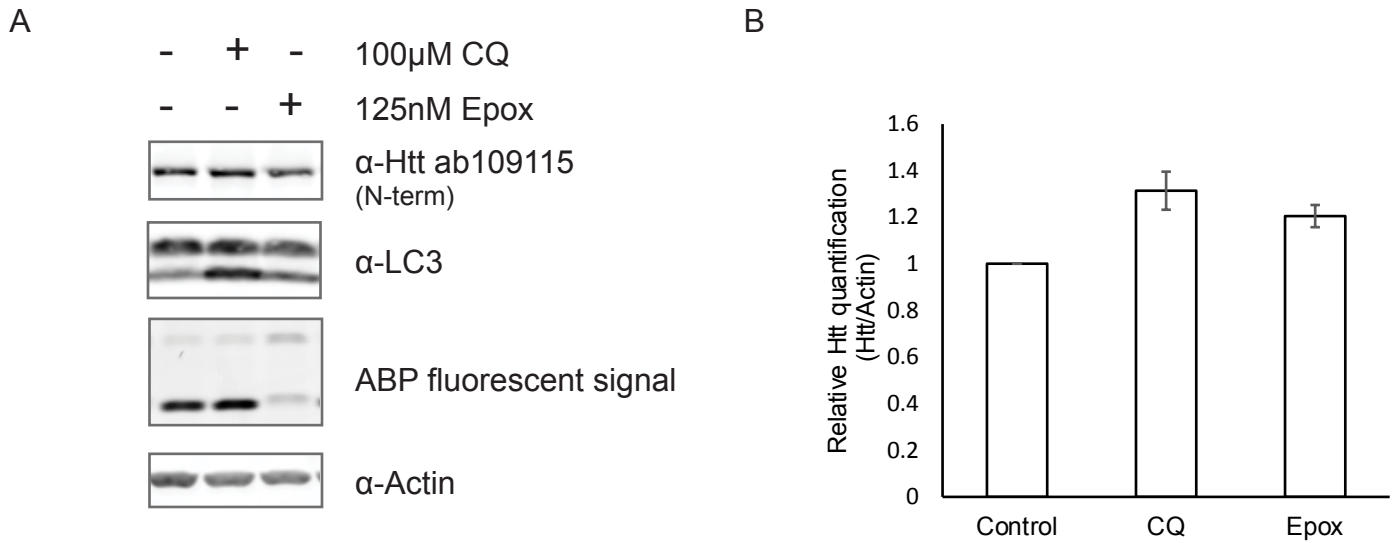 A
- + - 100µM CQ
- - + 125nM Epox
α-Htt ab109115
(N-term)
α-LC3
ABP fluorescent signal
α-Actin
B
Relative Htt quantification
(Htt/Actin)
1.6
1.4
1.2
1
0.8
0.6
0.4
0.2
0
Control CQ Epox